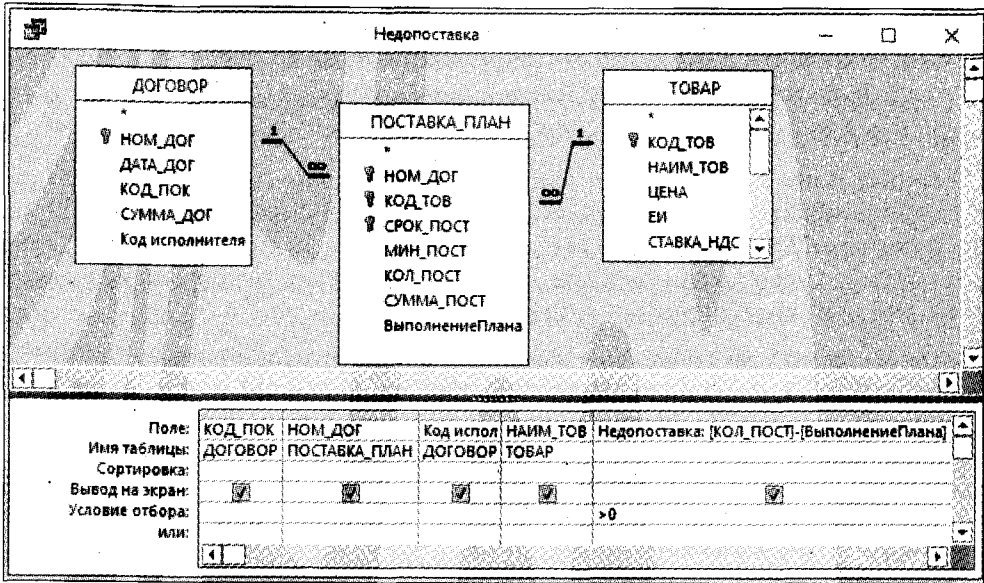 Недопоставка
ДОГОВОР
*
НОМ_ДОГ
ДАТА_ДОГ
КОД_ПОК
СУММА_ДОГ
Код исполнителя
1
∞
ПОСТАВКА_ПЛАН
*
НОМ_ДОГ
КОД_ТОВ
СРОК_ПОСТ
МИН_ПОСТ
КОЛ_ПОСТ
СУММА_ПОСТ
ВыполнениеПлана
∞
1
ТОВАР
*
КОД_ТОВ
НАИМ_ТОВ
ЦЕНА
ЕИ
СТАВКА_НДС
Поле: КОД_ПОК НОМ_ДОГ Код испол НАИМ_ТОВ Недопоставка: [КОЛ_ПОСТ]-[ВыполнениеПлана]
Имя таблицы: ДОГОВОР ПОСТАВКА_ПЛАН ДОГОВОР ТОВАР
Сортировка:
Вывод на экран:
Условие отбора: >0
или: